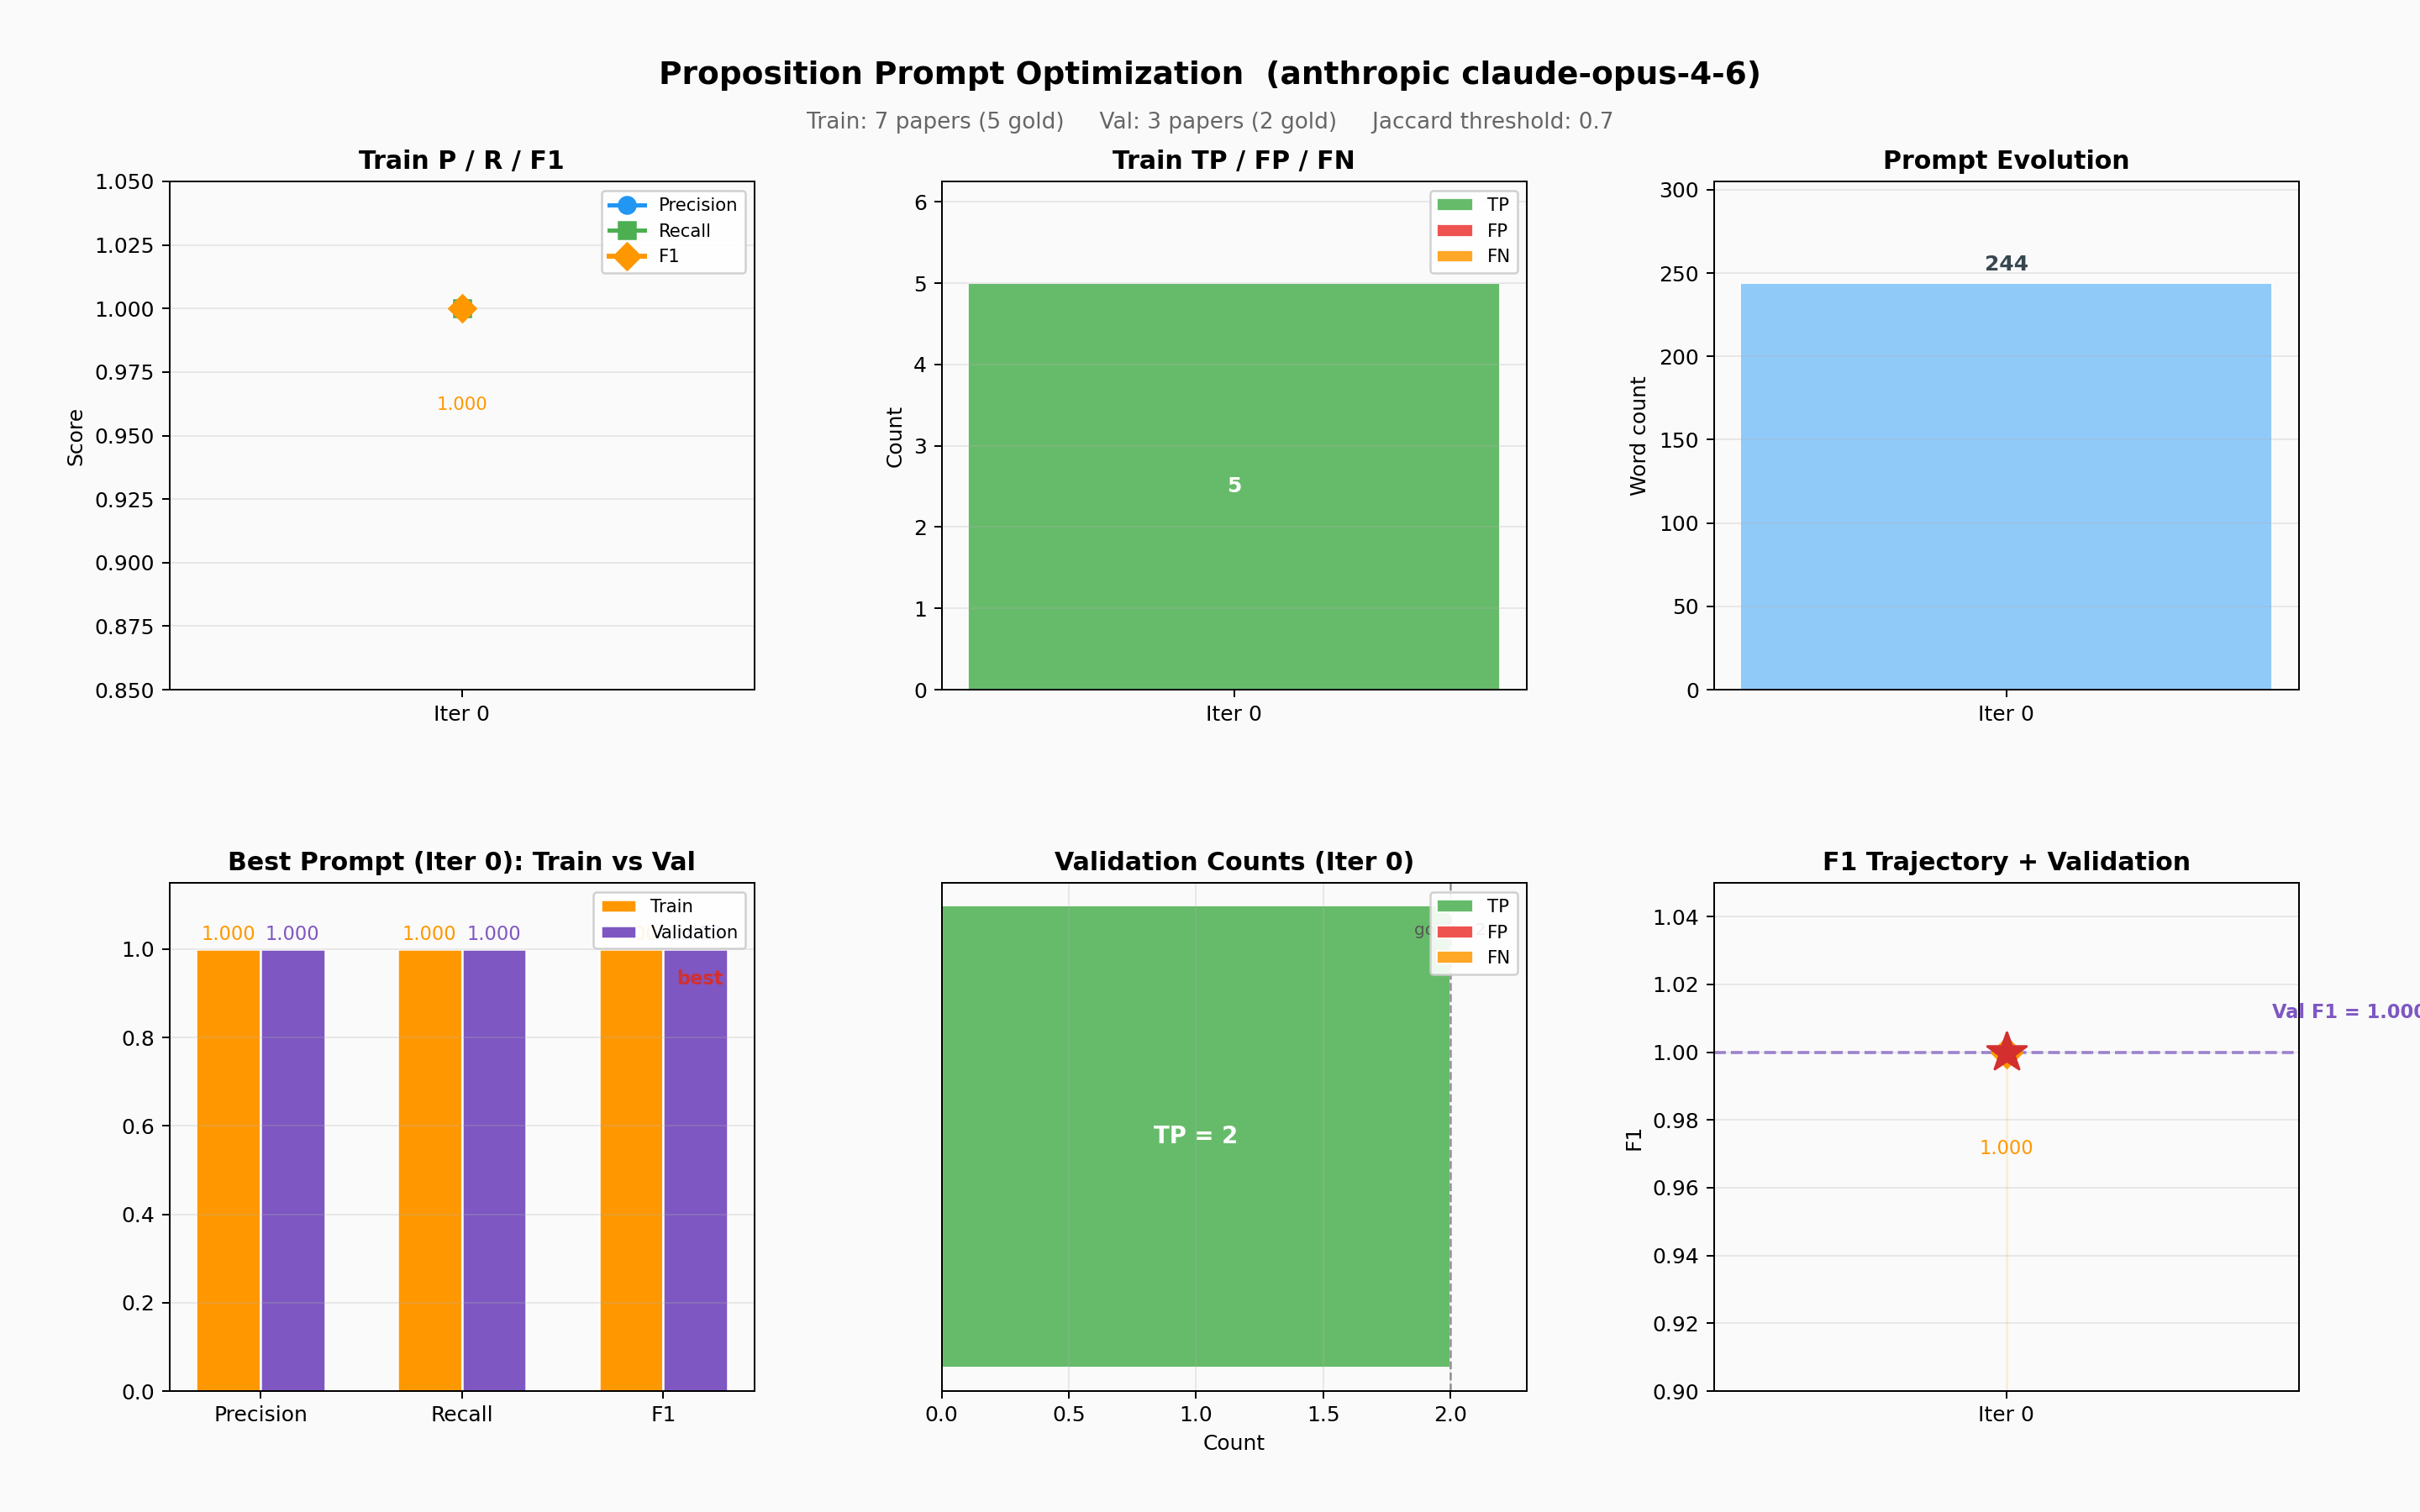 Proposition Prompt Optimization (anthropic claude-opus-4-6)
Train: 7 papers (5 gold) Val: 3 papers (2 gold) Jaccard threshold: 0.7
Train P / R / F1
1.050
1.025
1.000
0.975
0.950
0.925
0.900
0.875
0.850
Score
Precision
Recall
F1
1.000
Iter 0
Train TP / FP / FN
6
5
4
3
2
1
0
Count
TP
FP
FN
5
Iter 0
Prompt Evolution
300
250
200
150
100
50
0
Word count
244
Iter 0
Best Prompt (Iter 0): Train vs Val
1.0
0.8
0.6
0.4
0.2
0.0
1.000 1.000
1.000 1.000
Train
Validation
best
Precision
Recall
F1
Validation Counts (Iter 0)
TP
FP
FN
TP = 2
0.0
0.5
1.0
1.5
2.0
Count
F1 Trajectory + Validation
1.04
1.02
1.00
0.98
0.96
0.94
0.92
0.90
F1
Val F1 = 1.000
1.000
Iter 0